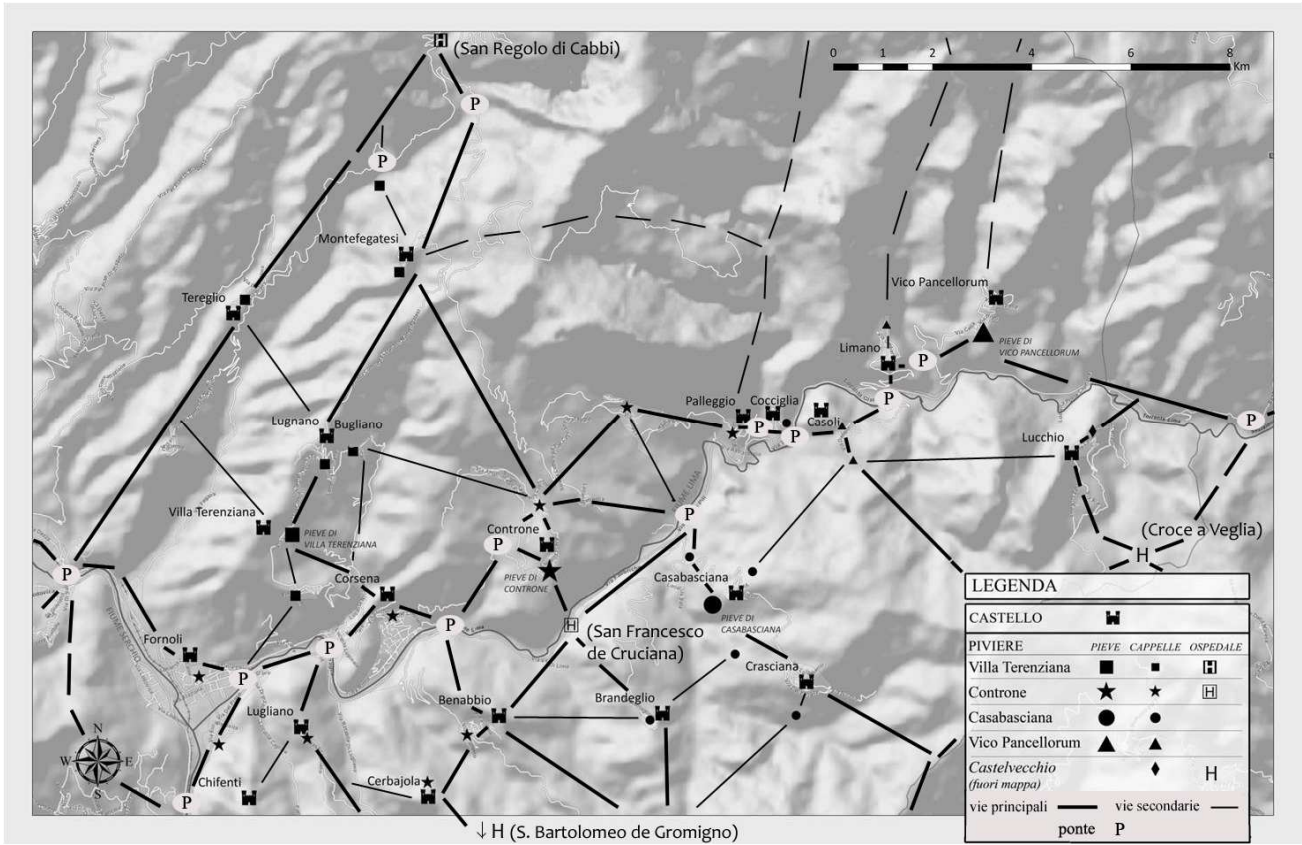 H (San Regolo di Cabbi)
0 1 2 4 6 8 Km
P
P
Montefegatesi
Tereglio
Vico Pancellorum
PIEVE DI
VICO PANCELLORUM
Limano
P
P
Palleggio
Cocciglia
Casoli
P
P
P
Lugnano
Bugliano
Lucchio
Villa Terenziana
PIEVE DI
VILLA TERENZIANA
Controne
P
P
PIEVE DI
CONTRONE
(Croce a Veglia)
H
P
Corsena
Casabasciana
PIEVE DI
CASABASCIANA
FIUME SERCHIO
FIUME LIMA
Fornoli
P
P
P
H
(San Francesco
de Cruciana)
Crasciana
Lugliano
Benabbio
Brandeglio
N
W E
S
Chifenti
P
Cerbajola
↓ H (S. Bartolomeo de Gromigno)
LEGENDA
CASTELLO
PIVIERE PIEVE CAPPELLE OSPEDALE
Villa Terenziana H
Controne H
Casabasciana
Vico Pancellorum
Castelvecchio
(fuori mappa) H
vie principali vie secondarie
ponte P